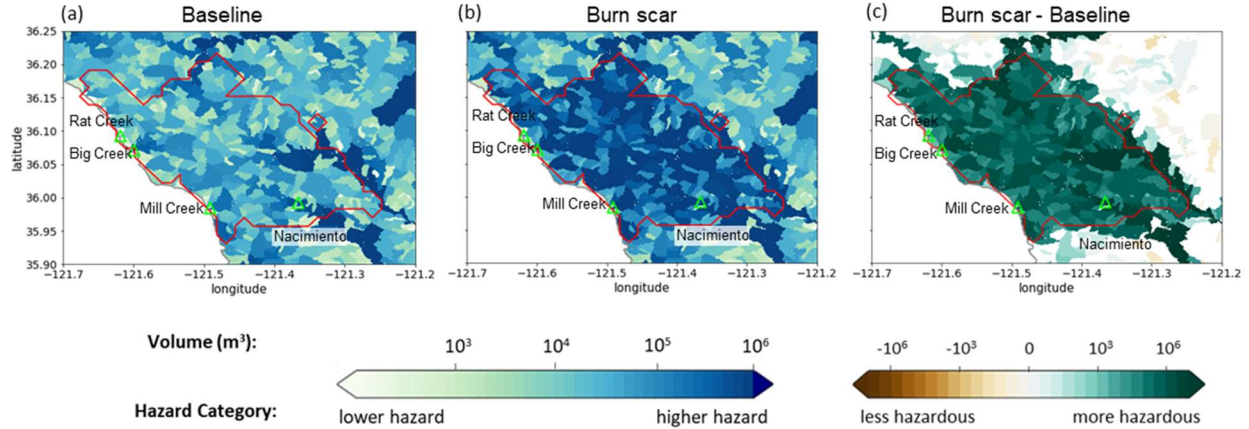 (a) Baseline
(b) Burn scar
(c) Burn scar - Baseline
latitude
36.25
36.20
36.15
36.10
36.05
36.00
35.95
35.90
Rat Creek
Big Creek
Mill Creek
Nacimiento
−121.7 −121.6 −121.5 −121.4 −121.3 −121.2
longitude
Rat Creek
Big Creek
Mill Creek
Nacimiento
−121.7 −121.6 −121.5 −121.4 −121.3 −121.2
longitude
Rat Creek
Big Creek
Mill Creek
Nacimiento
−121.7 −121.6 −121.5 −121.4 −121.3 −121.2
longitude
Volume (m³): 10³ 10⁴ 10⁵ 10⁶
-10⁶ -10³ 0 10³ 10⁶
Hazard Category: lower hazard higher hazard
less hazardous more hazardous